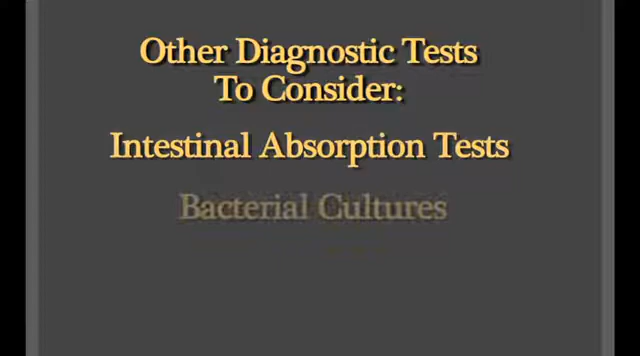 Other Diagnostic Tests
To Consider:
Intestinal Absorption Tests
Bacterial Cultures